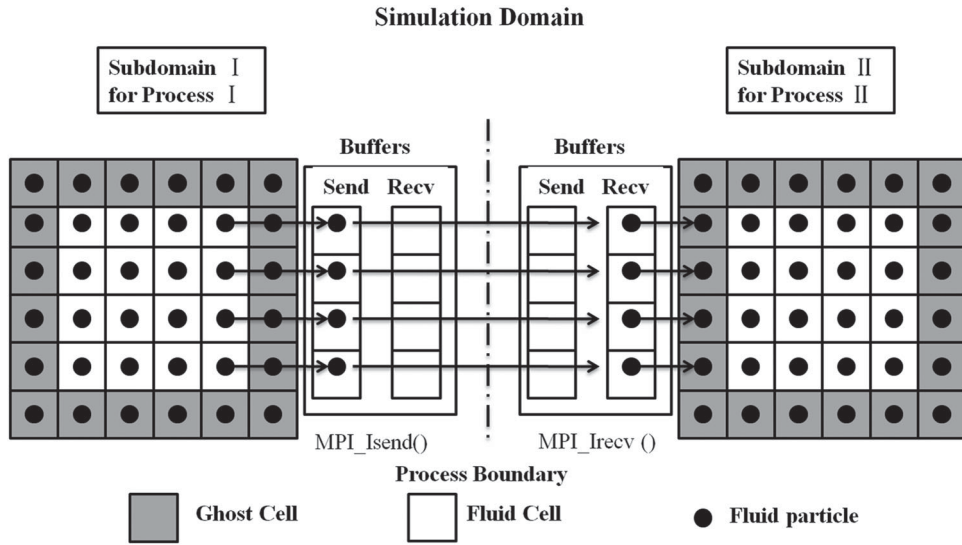 Simulation Domain
Subdomain Ⅰ
for Process Ⅰ
Subdomain Ⅱ
for Process Ⅱ
Buffers
Buffers
Send Recv
Send Recv
MPI_Isend()
MPI_Irecv ()
Process Boundary
Ghost Cell
Fluid Cell
Fluid particle